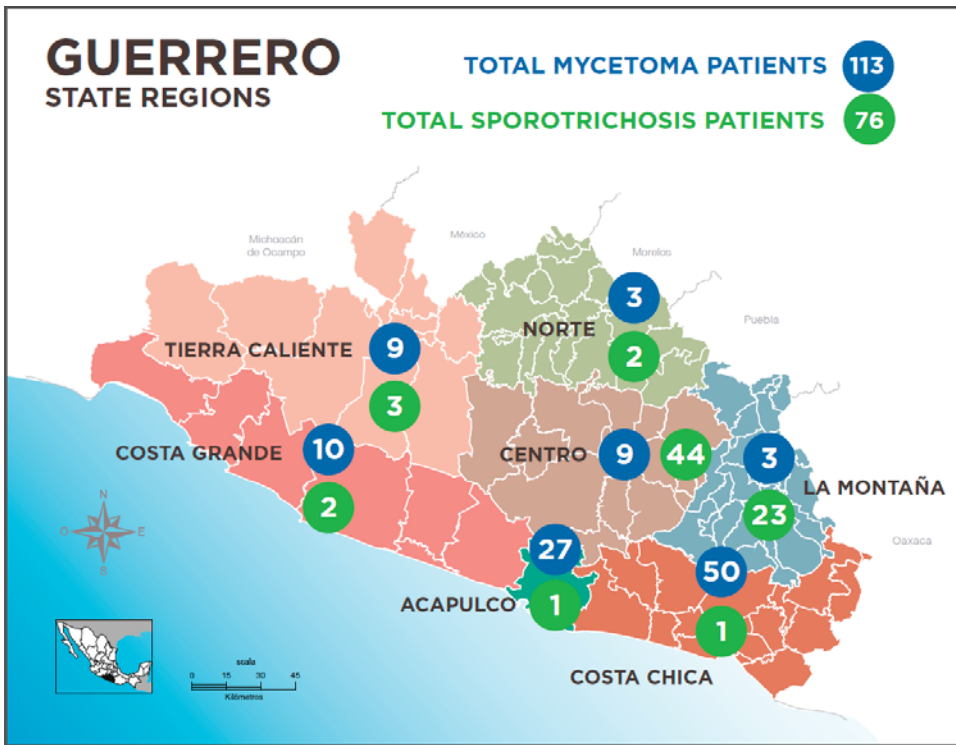 GUERRERO
STATE REGIONS
TOTAL MYCETOMA PATIENTS 113
TOTAL SPOROTRICHOSIS PATIENTS 76
Michoacán
de Ocampo
México
Morelos
Puebla
Oaxaca
NORTE
3
2
TIERRA CALIENTE
9
3
COSTA GRANDE
10
2
CENTRO
9
44
3
LA MONTAÑA
23
ACAPULCO
27
1
50
1
COSTA CHICA
N
O
E
S
scala
0 15 30 45
Kilómetros